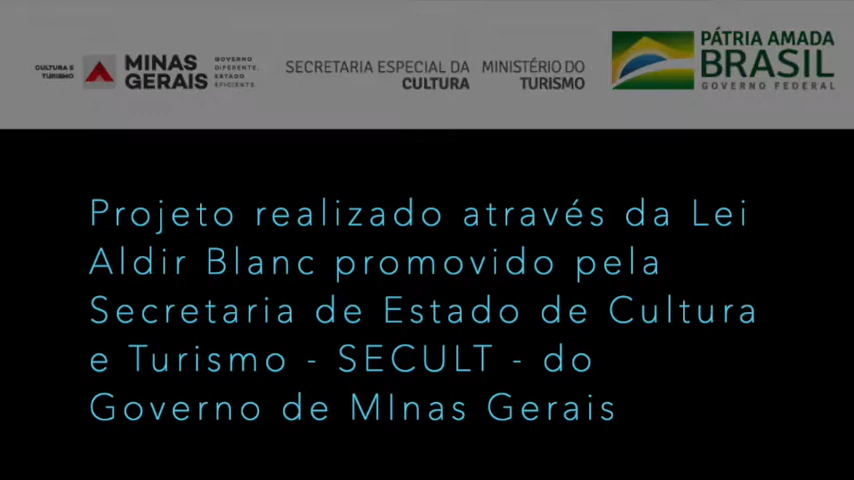 CULTURA E
TURISMO
MINAS
GERAIS
GOVERNO
DIFERENTE.
ESTADO
EFICIENTE.
SECRETARIA ESPECIAL DA
CULTURA
MINISTÉRIO DO
TURISMO
PÁTRIA AMADA
BRASIL
GOVERNO FEDERAL
Projeto realizado através da Lei
Aldir Blanc promovido pela
Secretaria de Estado de Cultura
e Turismo - SECULT - do
Governo de MInas Gerais